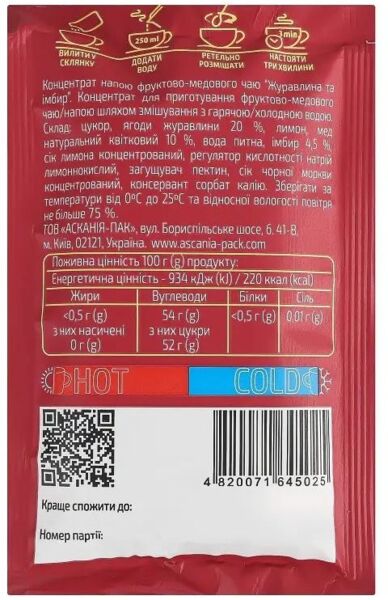 ВИЛИТИ У СКЛЯНКУ
250 ml
ДОДАТИ ВОДУ
РЕТЕЛЬНО РОЗМІШАТИ
3 min
НАСТОЯТИ ТРИ ХВИЛИНИ
Концентрат напою фруктово-медового чаю "Журавлина та
імбир". Концентрат для приготування фруктово-медового
чаю/напою шляхом змішування з гарячою/холодною водою.
Склад: цукор, ягоди журавлини 20 %, лимон, мед
натуральний квітковий 10 %, вода питна, імбир 4,5 %,
сік лимона концентрований, регулятор кислотності натрій
лимоннокислий, загущувач пектин, сік чорної моркви
концентрований, консервант сорбат калію. Зберігати за
температури від 0ºС до 25ºС та відносної вологості повітря
не більше 75 %.
ТОВ «АСКАНІЯ-ПАК», вул. Бориспільське шосе, б. 41-В,
м. Київ, 02121, Україна. www.ascania-pack.com
Поживна цінність 100 г (g) продукту:
Енергетична цінність - 934 кДж (kJ) / 220 ккал (kcal)
Жири Вуглеводи Білки Сіль
<0,5 г (g) 54 г (g) <0,5 г (g) 0,01 г (g)
з них насичені з них цукри
0 г (g) 52 г (g)
HOT COLD
4 820071 645025
Краще спожити до:
Номер партії: